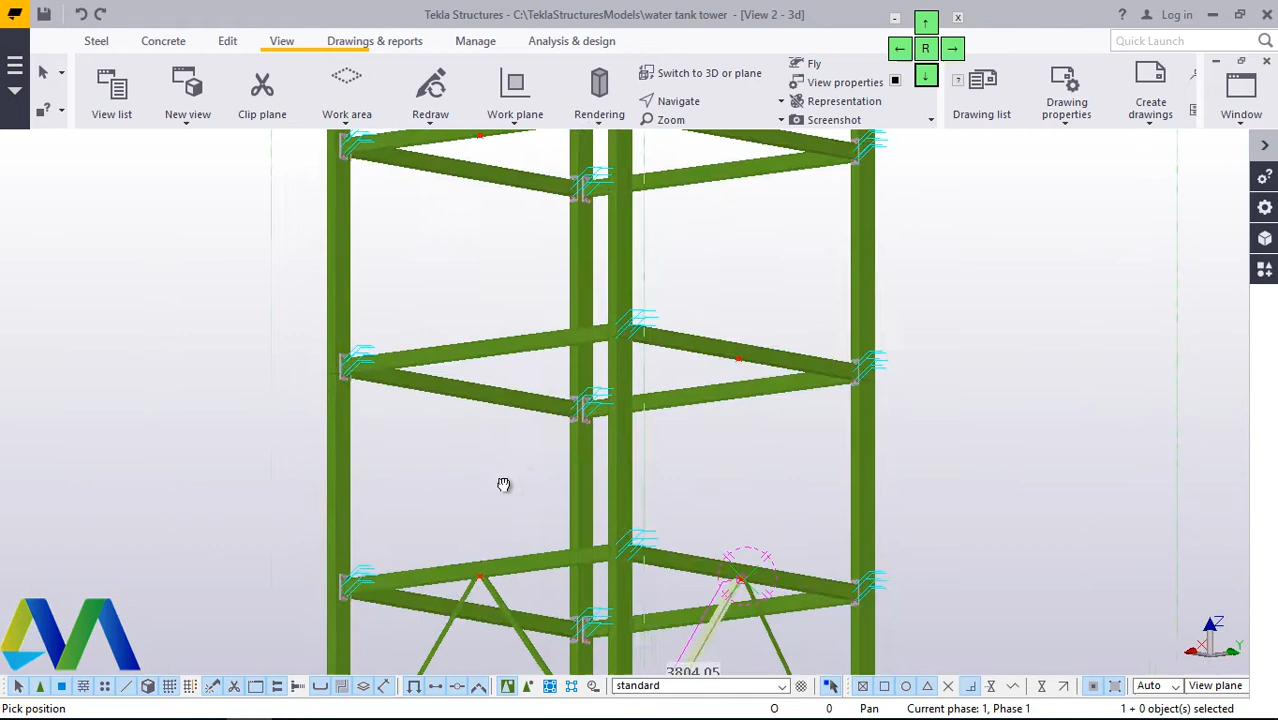 Tekla Structures - C:\TeklaStructuresModels\water tank tower - [View 2 - 3d]
Log in
Steel
Concrete
Edit
View
Drawings & reports
Manage
Analysis & design
Quick Launch
R
View list
New view
Clip plane
Work area
Redraw
Work plane
Rendering
Switch to 3D or plane
Navigate
Zoom
Fly
View properties
Representation
Screenshot
Drawing list
Drawing properties
Create drawings
Window
3804.05
Z
Y
standard
Auto
View plane
Pick position
O
0
Pan
Current phase: 1, Phase 1
1 + 0 object(s) selected